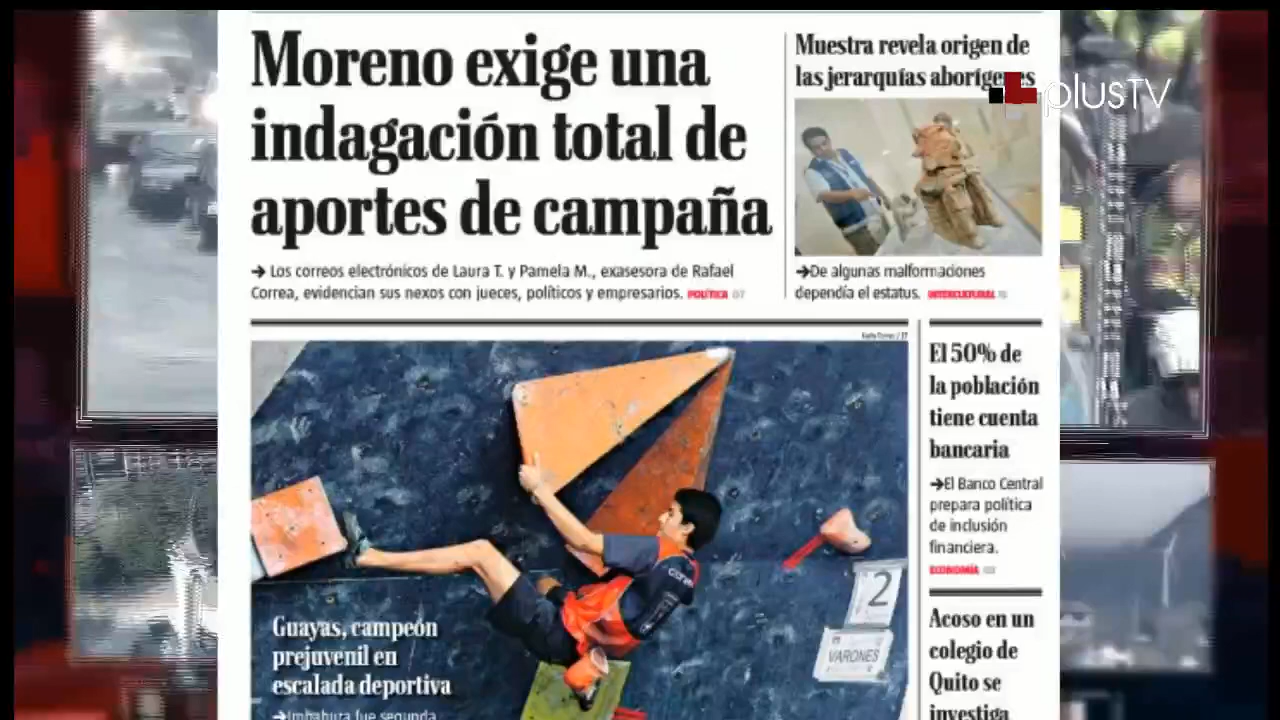 Moreno exige una
indagación total de
aportes de campaña
➔ Los correos electrónicos de Laura T. y Pamela M., exasesora de Rafael
Correa, evidencian sus nexos con jueces, políticos y empresarios. POLÍTICA
Muestra revela origen de
las jerarquías aborígenes
plusTV
➔De algunas malformaciones
dependía el estatus. INTERCULTURAL
El 50% de
la población
tiene cuenta
bancaria
➔El Banco Central
prepara política
de inclusión
financiera.
ECONOMÍA
2
VARONES
Guayas, campeón
prejuvenil en
escalada deportiva
➔Imbabura fue segunda
Acoso en un
colegio de
Quito se
investiga